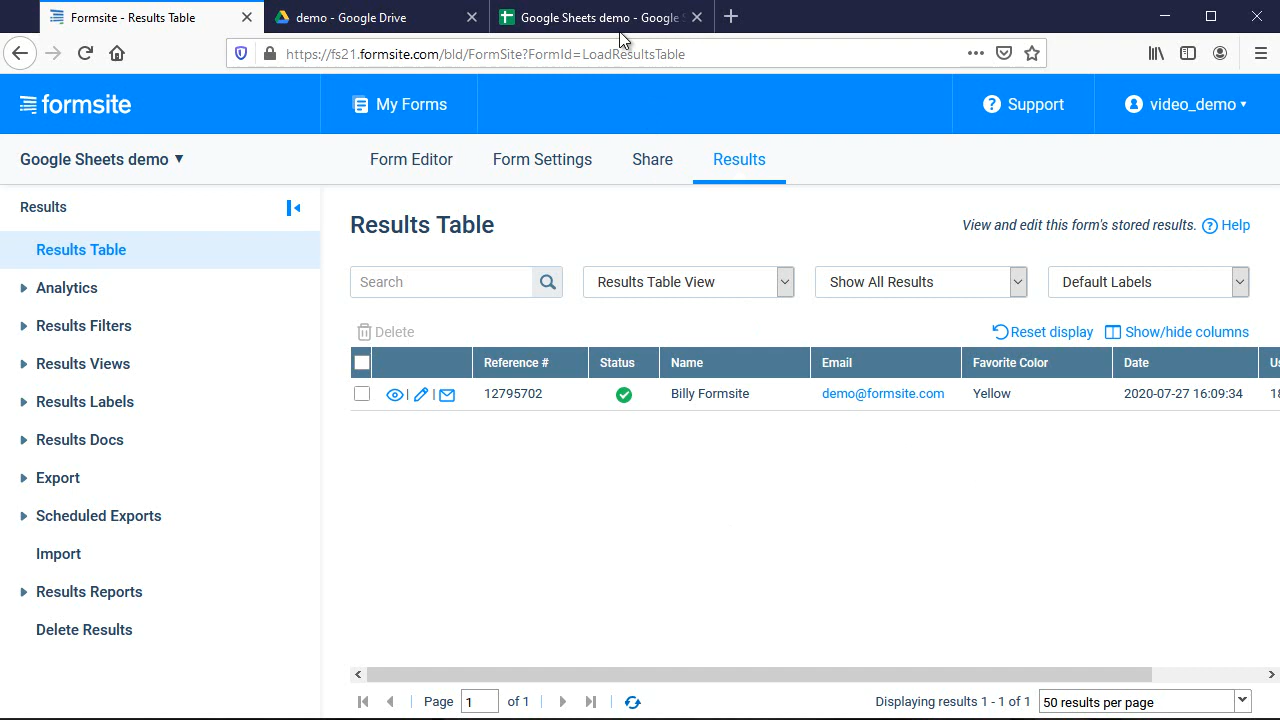 Formsite - Results Table
demo - Google Drive
Google Sheets demo - Google
https://fs21.formsite.com/bld/FormSite?FormId=LoadResultsTable
formsite
My Forms
Support
video_demo
Google Sheets demo
Form Editor
Form Settings
Share
Results
Results
Results Table
Analytics
Results Filters
Results Views
Results Labels
Results Docs
Export
Scheduled Exports
Import
Results Reports
Delete Results
Results Table
View and edit this form's stored results. ? Help
Search
Results Table View
Show All Results
Default Labels
Delete
Reset display
Show/hide columns
Reference # Status Name Email Favorite Color Date
12795702 Billy Formsite demo@formsite.com Yellow 2020-07-27 16:09:34
Page 1 of 1
Displaying results 1 - 1 of 1
50 results per page